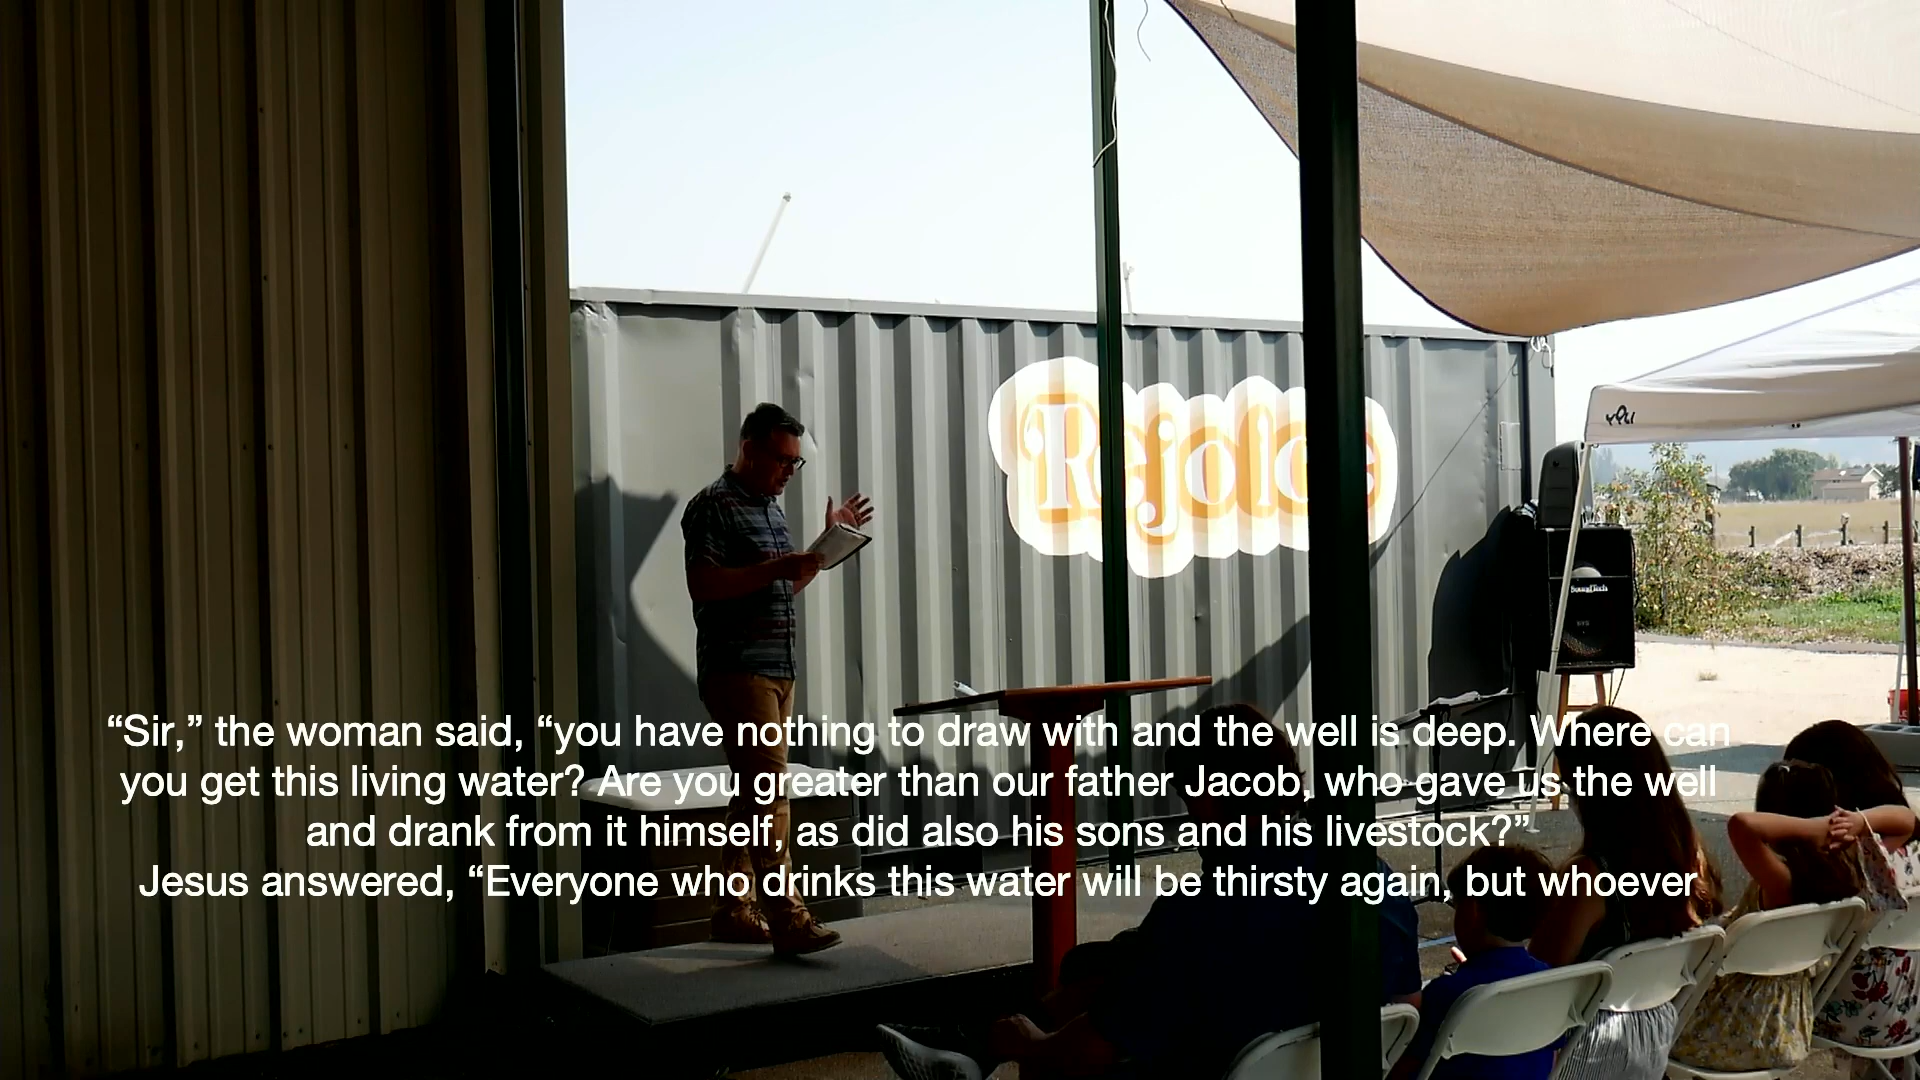 Rejoice
SoundTech
“Sir,” the woman said, “you have nothing to draw with and the well is deep. Where can
you get this living water? Are you greater than our father Jacob, who gave us the well
and drank from it himself, as did also his sons and his livestock?”
Jesus answered, “Everyone who drinks this water will be thirsty again, but whoever